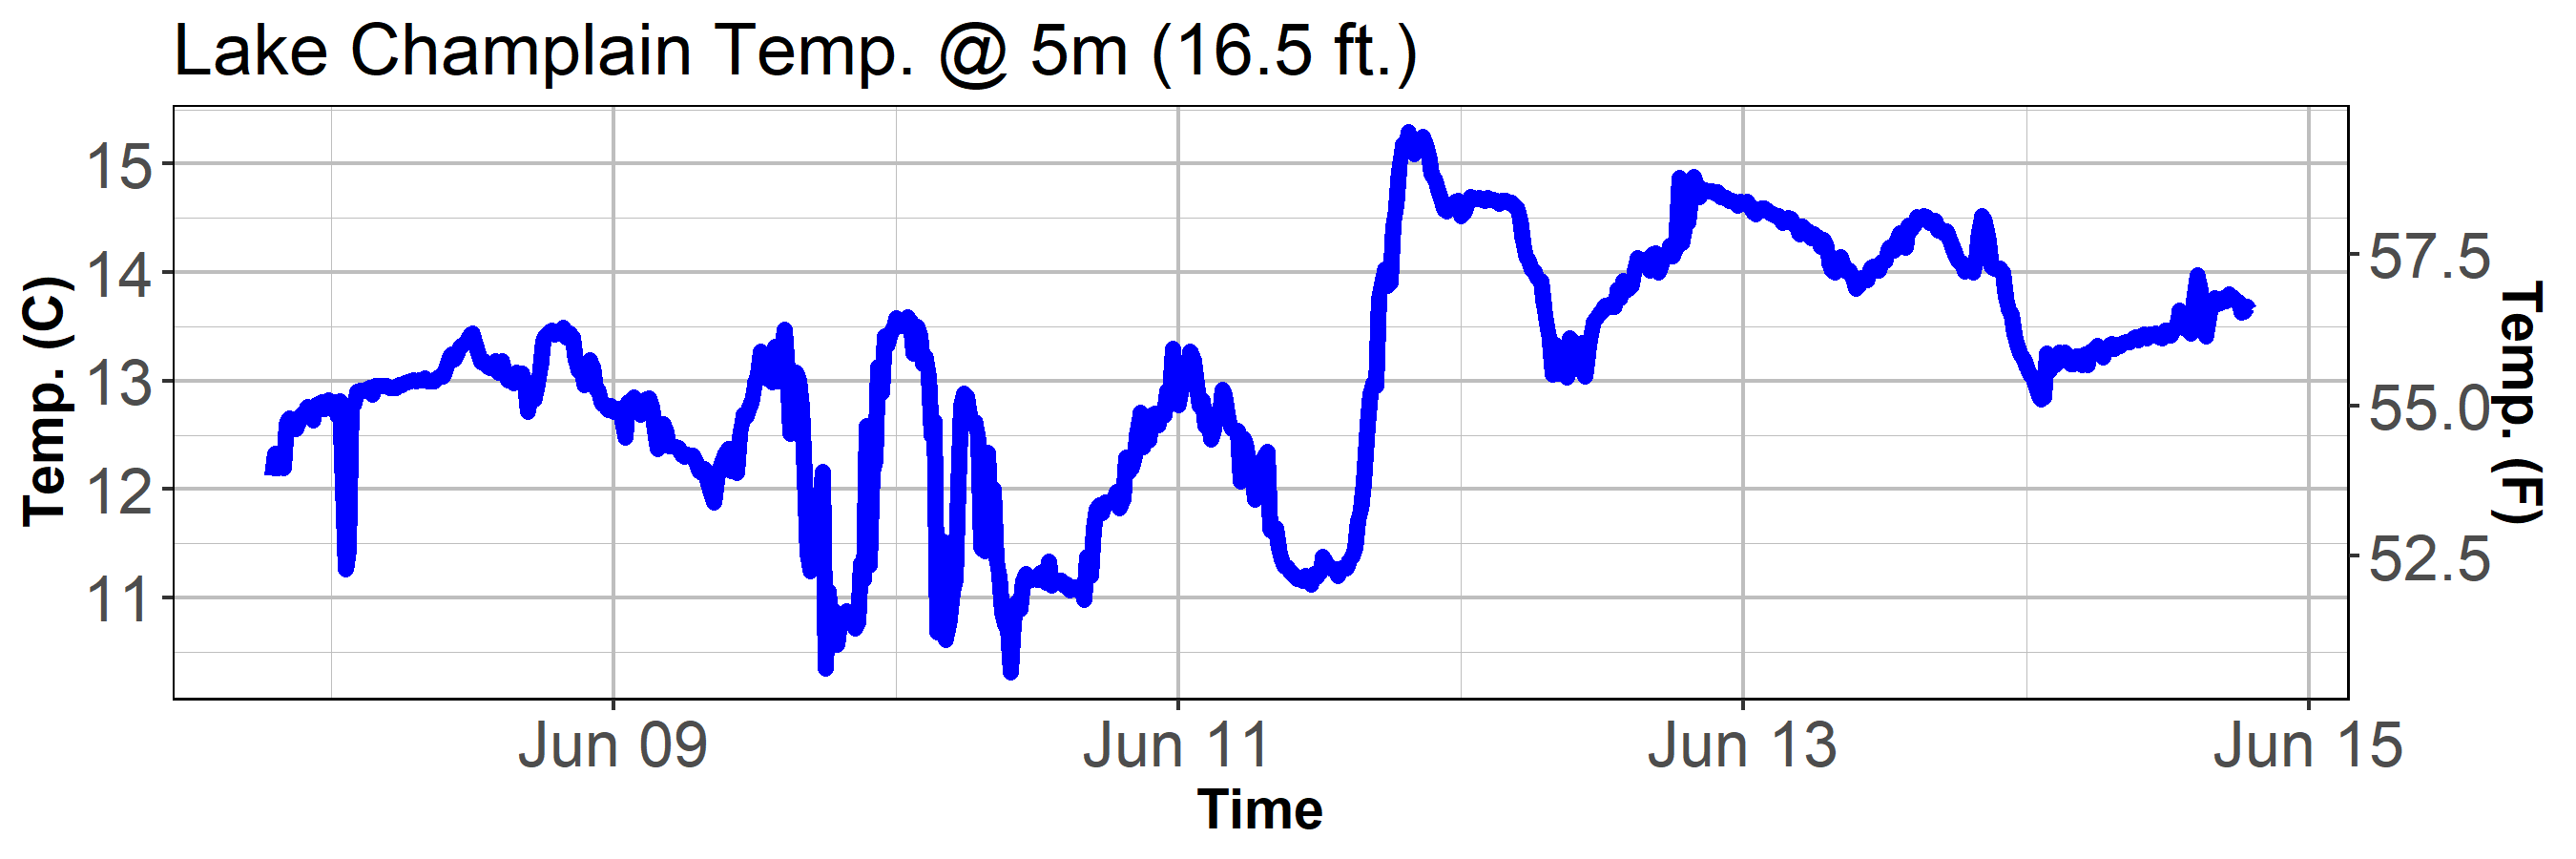 Lake Champlain Temp. @ 5m (16.5 ft.)
Temp. (C)
15
14
13
12
11
57.5
55.0
52.5
Temp. (F)
Jun 09 Jun 11 Jun 13 Jun 15
Time